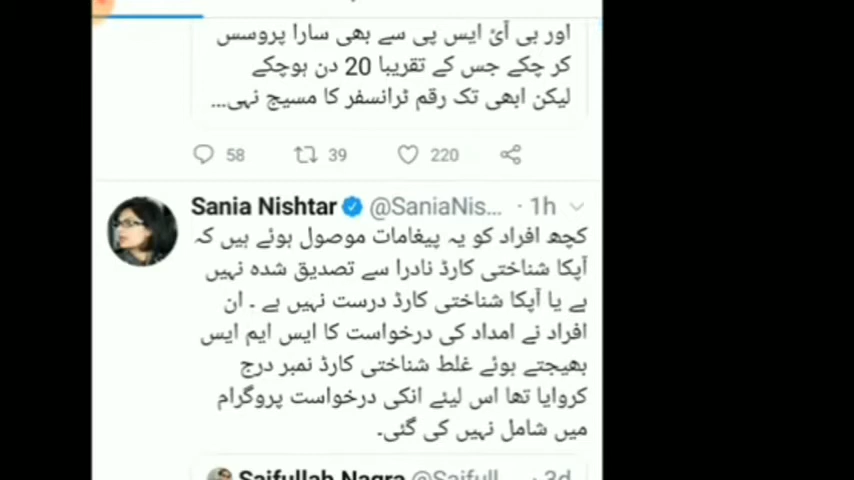 اور بی آئ ایس پی سے بھی سارا پروسس
کر چکے جس کے تقریبا 20 دن ہوچکے
لیکن ابھی تک رقم ٹرانسفر کا مسیج نہی...
58 39 220
Sania Nishtar @SaniaNis... · 1h
کچھ افراد کو یہ پیغامات موصول ہوئے ہیں کہ
آپکا شناختی کارڈ نادرا سے تصدیق شدہ نہیں
ہے یا آپکا شناختی کارڈ درست نہیں ہے ۔ ان
افراد نے امداد کی درخواست کا ایس ایم ایس
بھیجتے ہوئے غلط شناختی کارڈ نمبر درج
کروایا تھا اس لیئے انکی درخواست پروگرام
میں شامل نہیں کی گئی۔
Saifullah Nagra @Saifull... · 3d